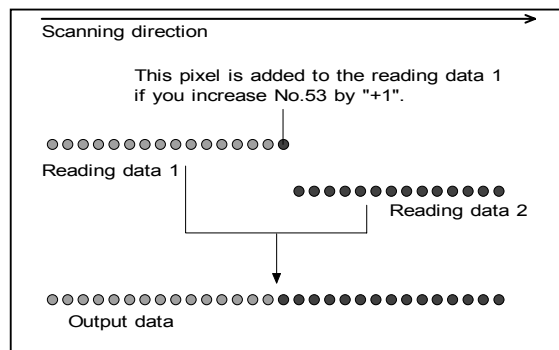 Scanning direction
This pixel is added to the reading data 1
if you increase No.53 by "+1".
Reading data 1
Reading data 2
Output data